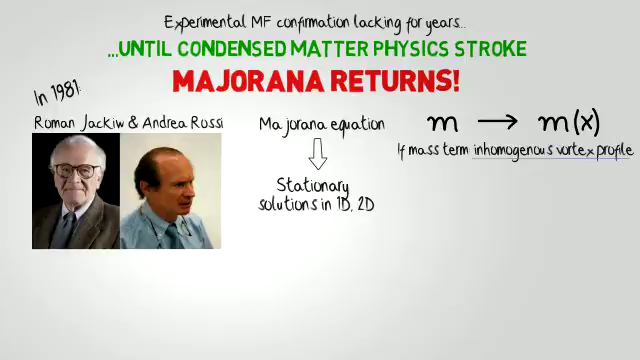 Experimental MF confirmation lacking for years..
...UNTIL CONDENSED MATTER PHYSICS STROKE
MAJORANA RETURNS!
In 1981:
Roman Jackiw & Andrea Rossi
Majorana equation
Stationary
solutions in 1D, 2D
m → m(x)
If mass term inhomogenous vortex profile